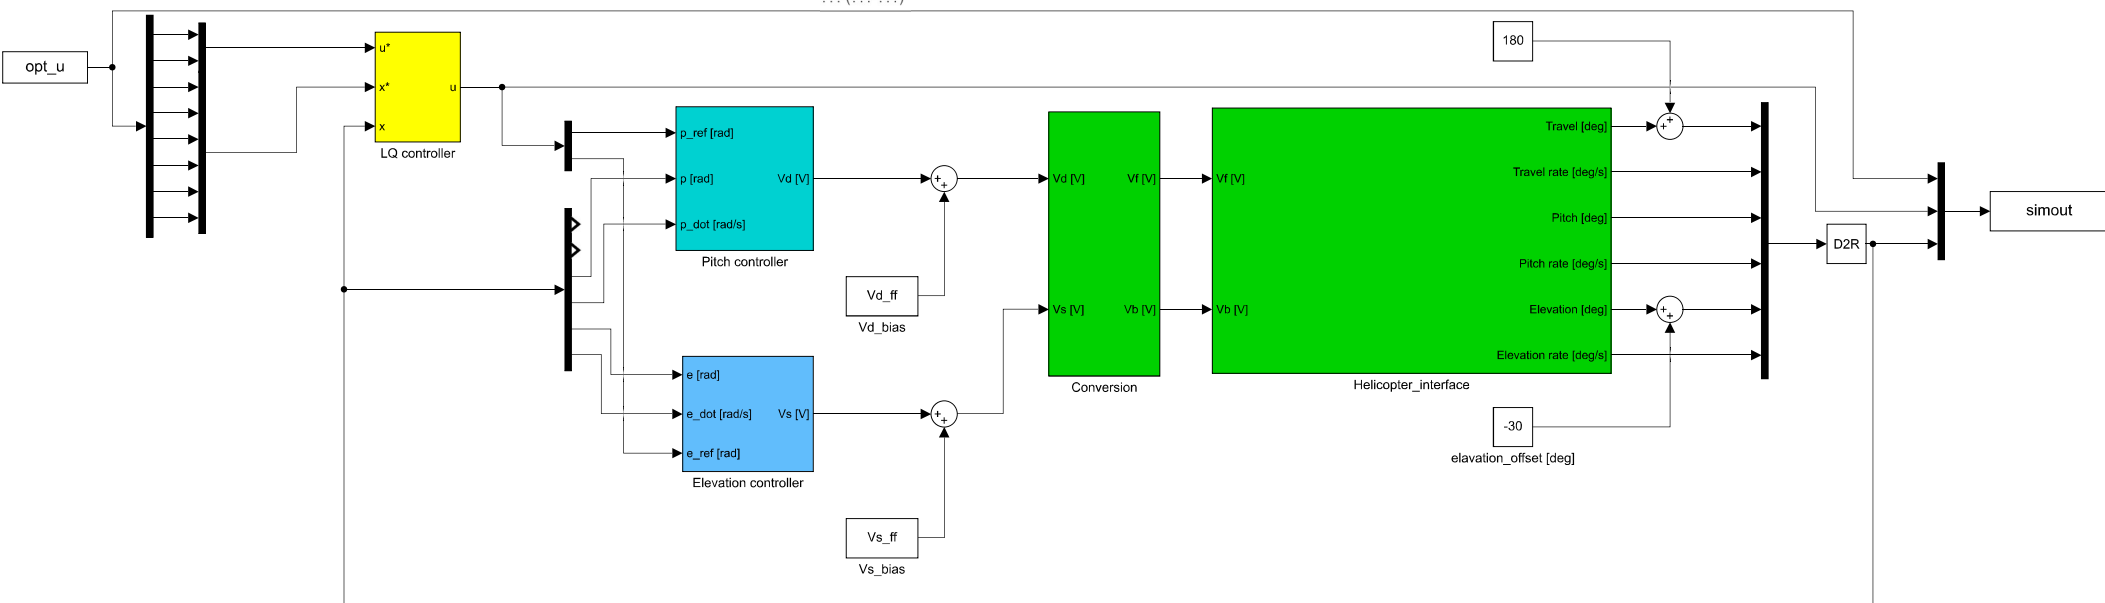 opt_u
u*
x*
x
u
LQ controller
p_ref [rad]
p [rad]
p_dot [rad/s]
Vd [V]
Pitch controller
e [rad]
e_dot [rad/s]
e_ref [rad]
Vs [V]
Elevation controller
+
+
Vd_ff
Vd_bias
+
+
Vs_ff
Vs_bias
Vd [V]
Vs [V]
Vf [V]
Vb [V]
Conversion
Vf [V]
Vb [V]
Travel [deg]
Travel rate [deg/s]
Pitch [deg]
Pitch rate [deg/s]
Elevation [deg]
Elevation rate [deg/s]
Helicopter_interface
180
+
+
+
+
-30
elavation_offset [deg]
D2R
simout